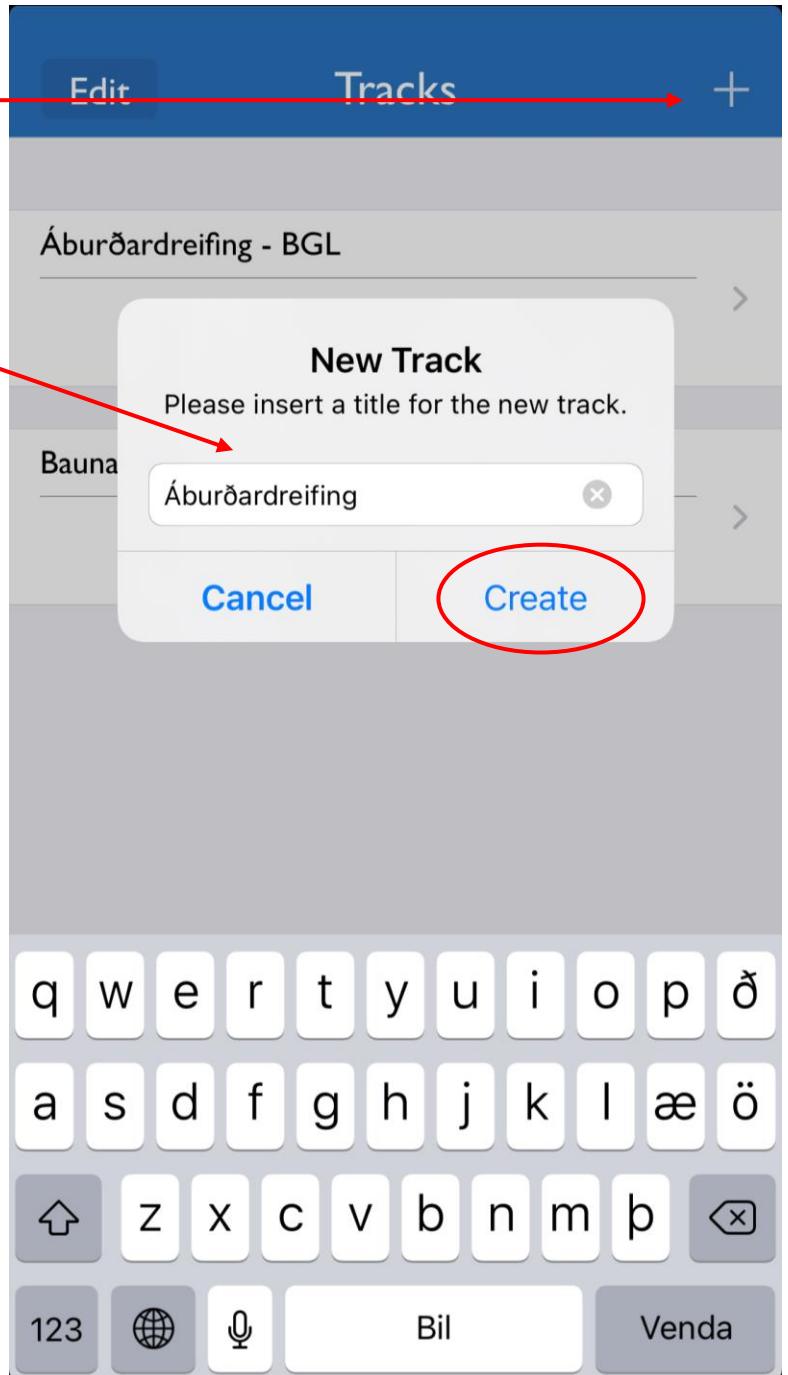 Edit Tracks +
Áburðardreifing - BGL
New Track
Please insert a title for the new track.
Bauna
Áburðardreifing
Cancel Create
q w e r t y u i o p ð
a s d f g h j k l æ ö
z x c v b n m þ
123 Bil Venda